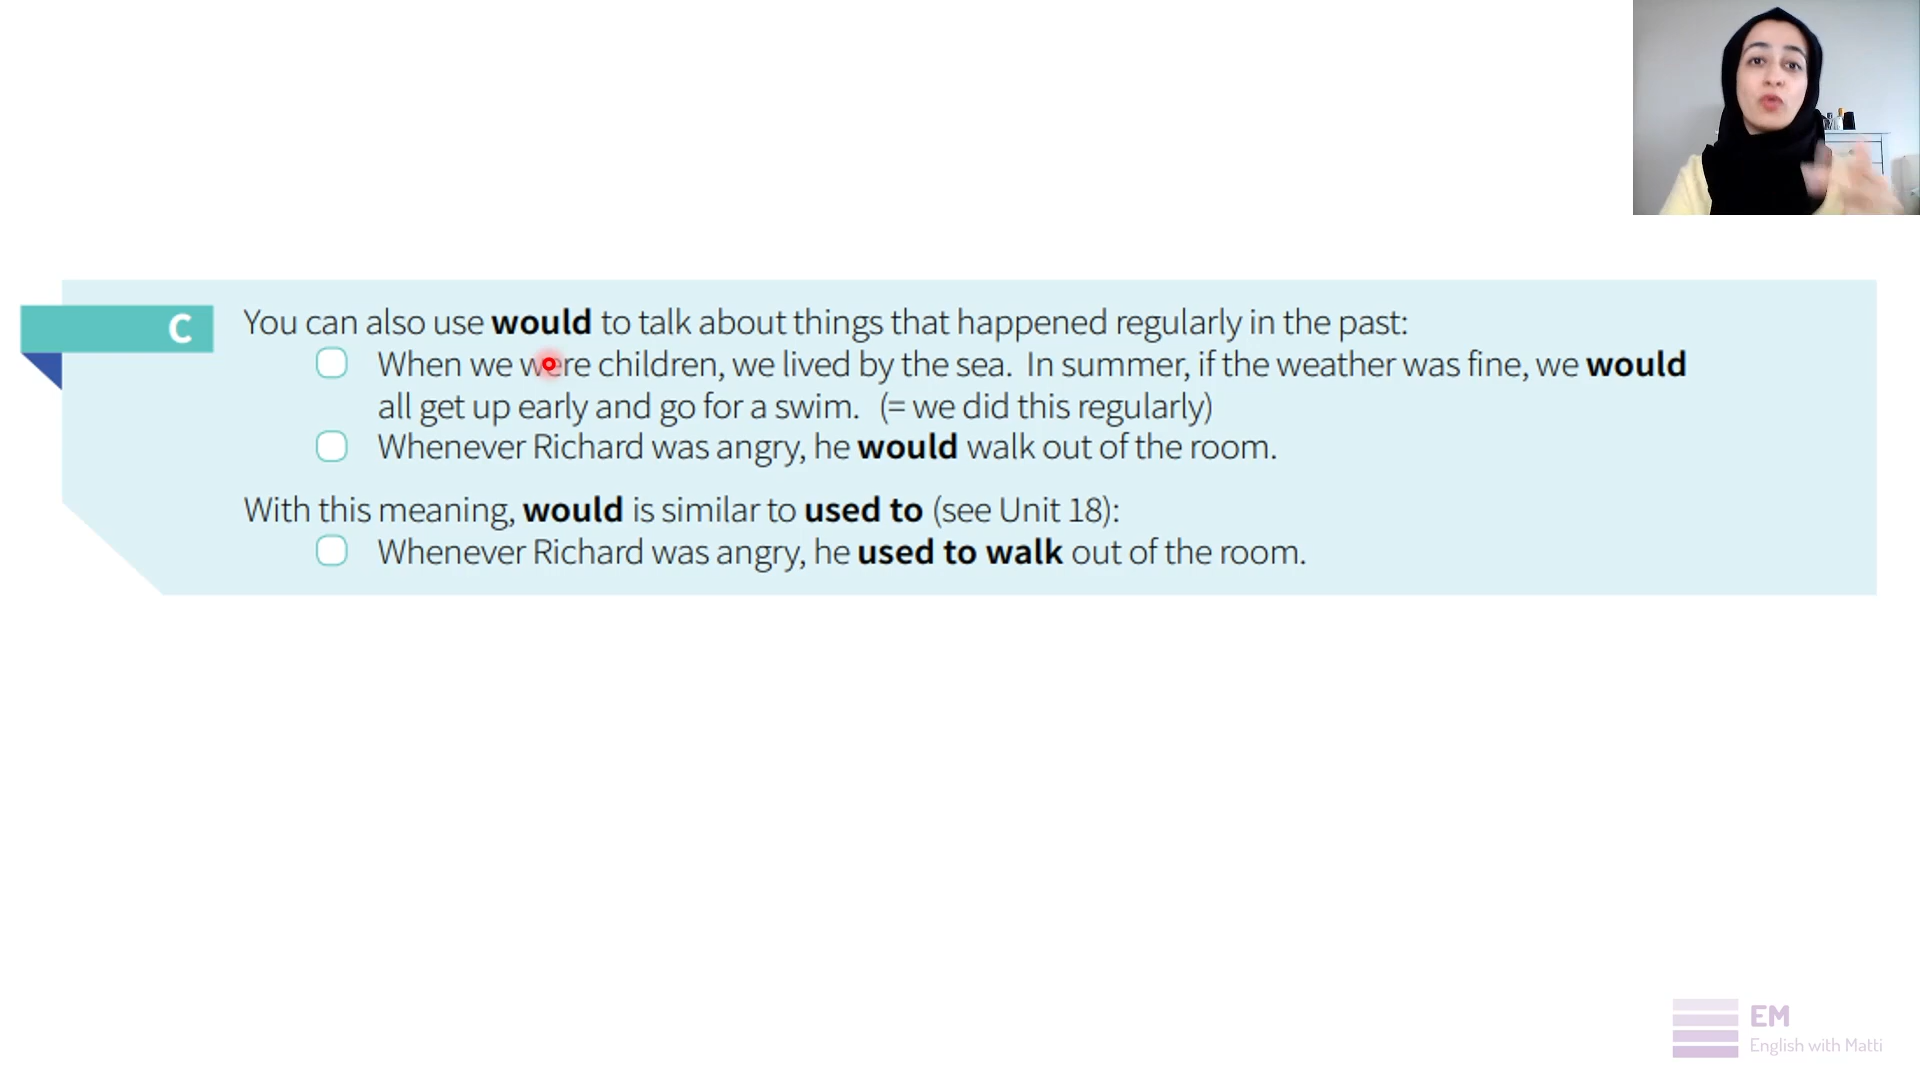 C
You can also use would to talk about things that happened regularly in the past:
When we were children, we lived by the sea. In summer, if the weather was fine, we would
all get up early and go for a swim. (= we did this regularly)
Whenever Richard was angry, he would walk out of the room.
With this meaning, would is similar to used to (see Unit 18):
Whenever Richard was angry, he used to walk out of the room.
EM
English with Matti